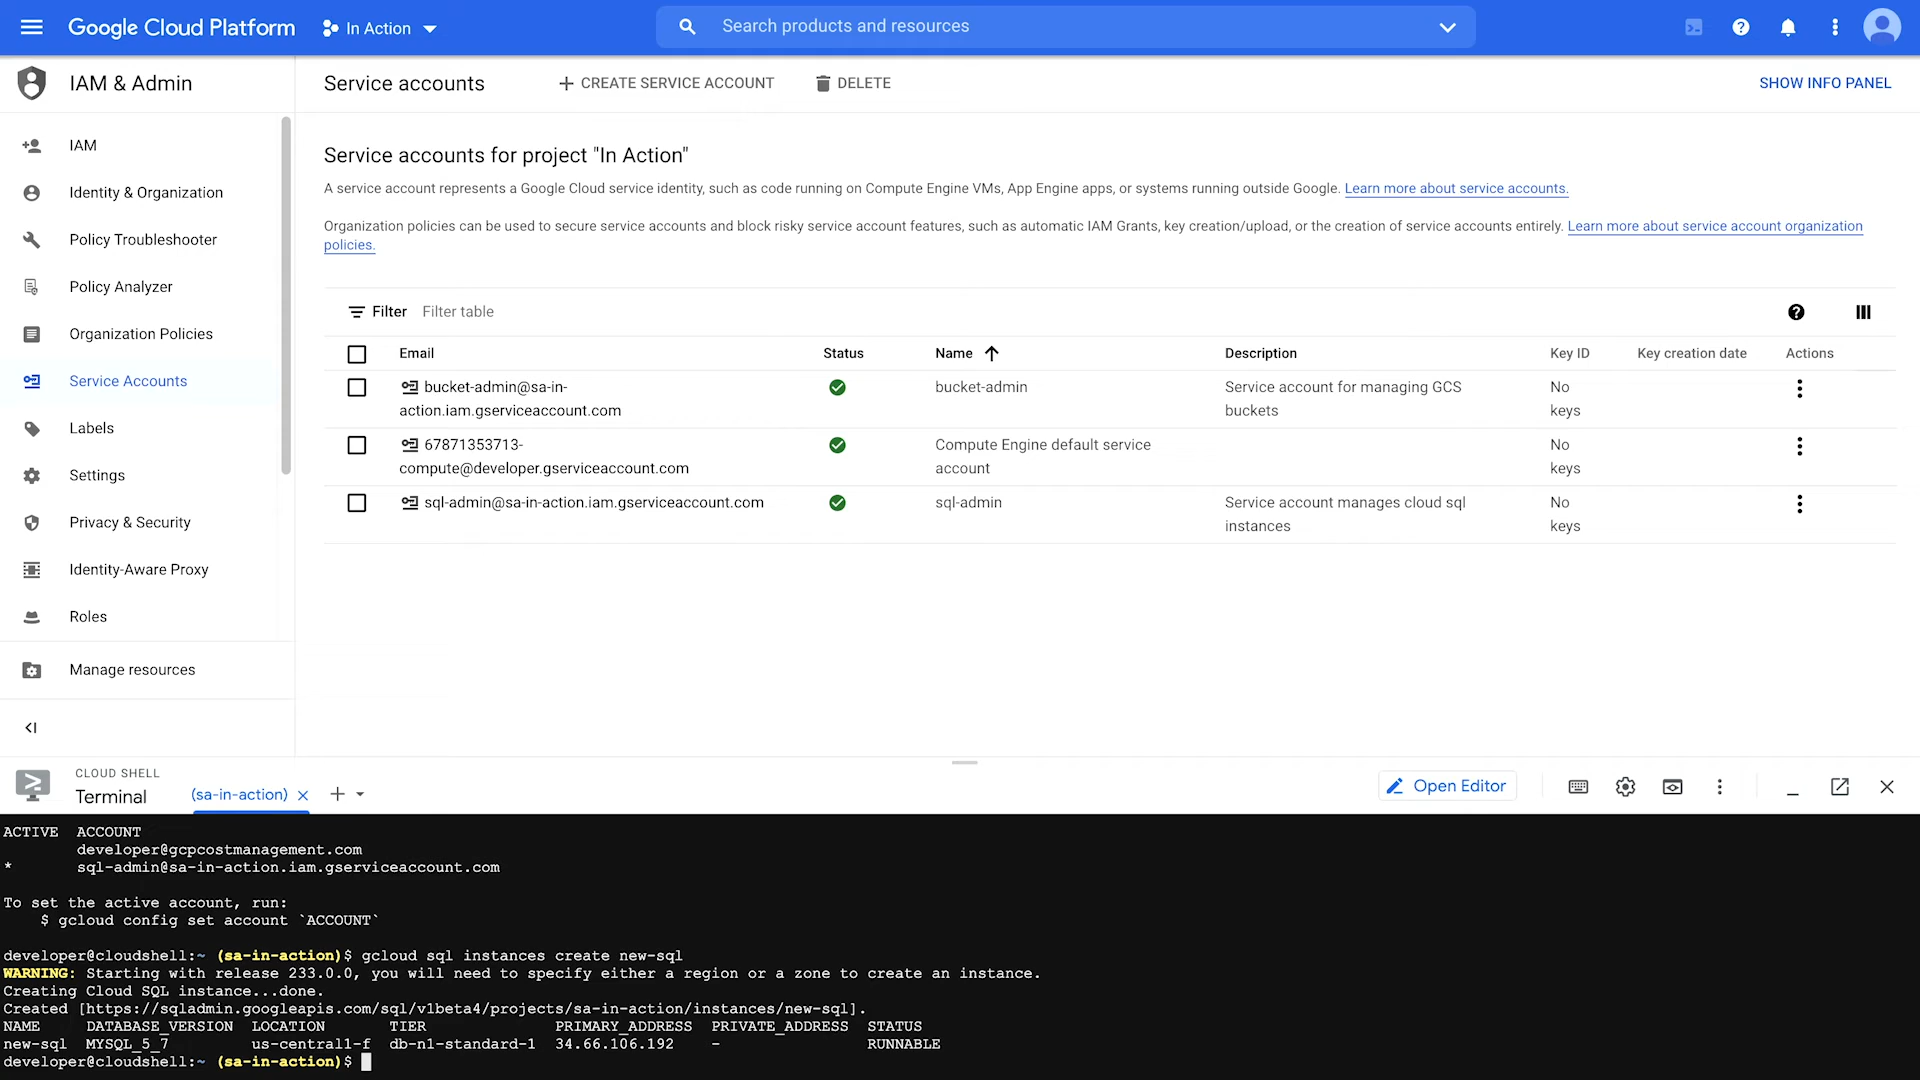 Google Cloud Platform
In Action
Search products and resources
IAM & Admin
Service accounts
CREATE SERVICE ACCOUNT
DELETE
SHOW INFO PANEL
IAM
Identity & Organization
Policy Troubleshooter
Policy Analyzer
Organization Policies
Service Accounts
Labels
Settings
Privacy & Security
Identity-Aware Proxy
Roles
Manage resources
Service accounts for project "In Action"
A service account represents a Google Cloud service identity, such as code running on Compute Engine VMs, App Engine apps, or systems running outside Google. Learn more about service accounts.
Organization policies can be used to secure service accounts and block risky service account features, such as automatic IAM Grants, key creation/upload, or the creation of service accounts entirely. Learn more about service account organization
policies.
Filter Filter table
Email Status Name Description Key ID Key creation date Actions
bucket-admin@sa-in- bucket-admin Service account for managing GCS No
action.iam.gserviceaccount.com buckets keys
67871353713- Compute Engine default service No
compute@developer.gserviceaccount.com account keys
sql-admin@sa-in-action.iam.gserviceaccount.com sql-admin Service account manages cloud sql No
instances keys
CLOUD SHELL
Terminal
(sa-in-action)
Open Editor
ACTIVE  ACCOUNT
developer@gcpcostmanagement.com
*       sql-admin@sa-in-action.iam.gserviceaccount.com
To set the active account, run:
$ gcloud config set account `ACCOUNT`
developer@cloudshell:~ (sa-in-action)$ gcloud sql instances create new-sql
WARNING: Starting with release 233.0.0, you will need to specify either a region or a zone to create an instance.
Creating Cloud SQL instance...done.
Created [https://sqladmin.googleapis.com/sql/v1beta4/projects/sa-in-action/instances/new-sql].
NAME     DATABASE_VERSION  LOCATION       TIER              PRIMARY_ADDRESS  PRIVATE_ADDRESS  STATUS
new-sql  MYSQL_5_7         us-central1-f  db-n1-standard-1  34.66.106.192    -                RUNNABLE
developer@cloudshell:~ (sa-in-action)$